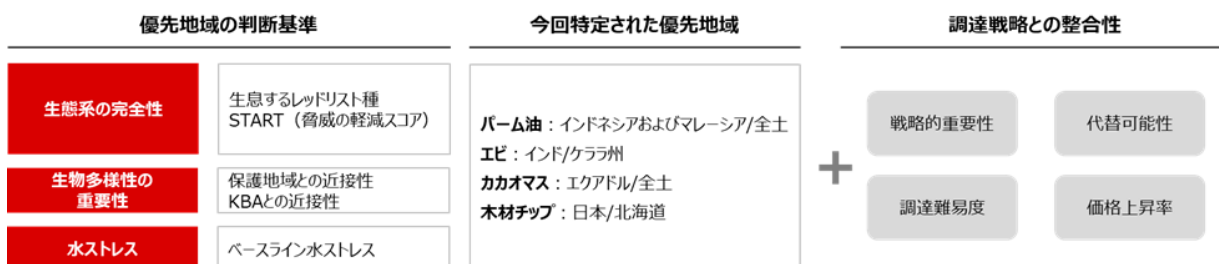 優先地域の判断基準
生態系の完全性
生息するレッドリスト種
START（脅威の軽減スコア）
生物多様性の
重要性
保護地域との近接性
KBAとの近接性
水ストレス
ベースライン水ストレス
今回特定された優先地域
パーム油：インドネシアおよびマレーシア/全土
エビ：インド/ケララ州
カカオマス：エクアドル/全土
木材チップ：日本/北海道
+
調達戦略との整合性
戦略的重要性
代替可能性
調達難易度
価格上昇率